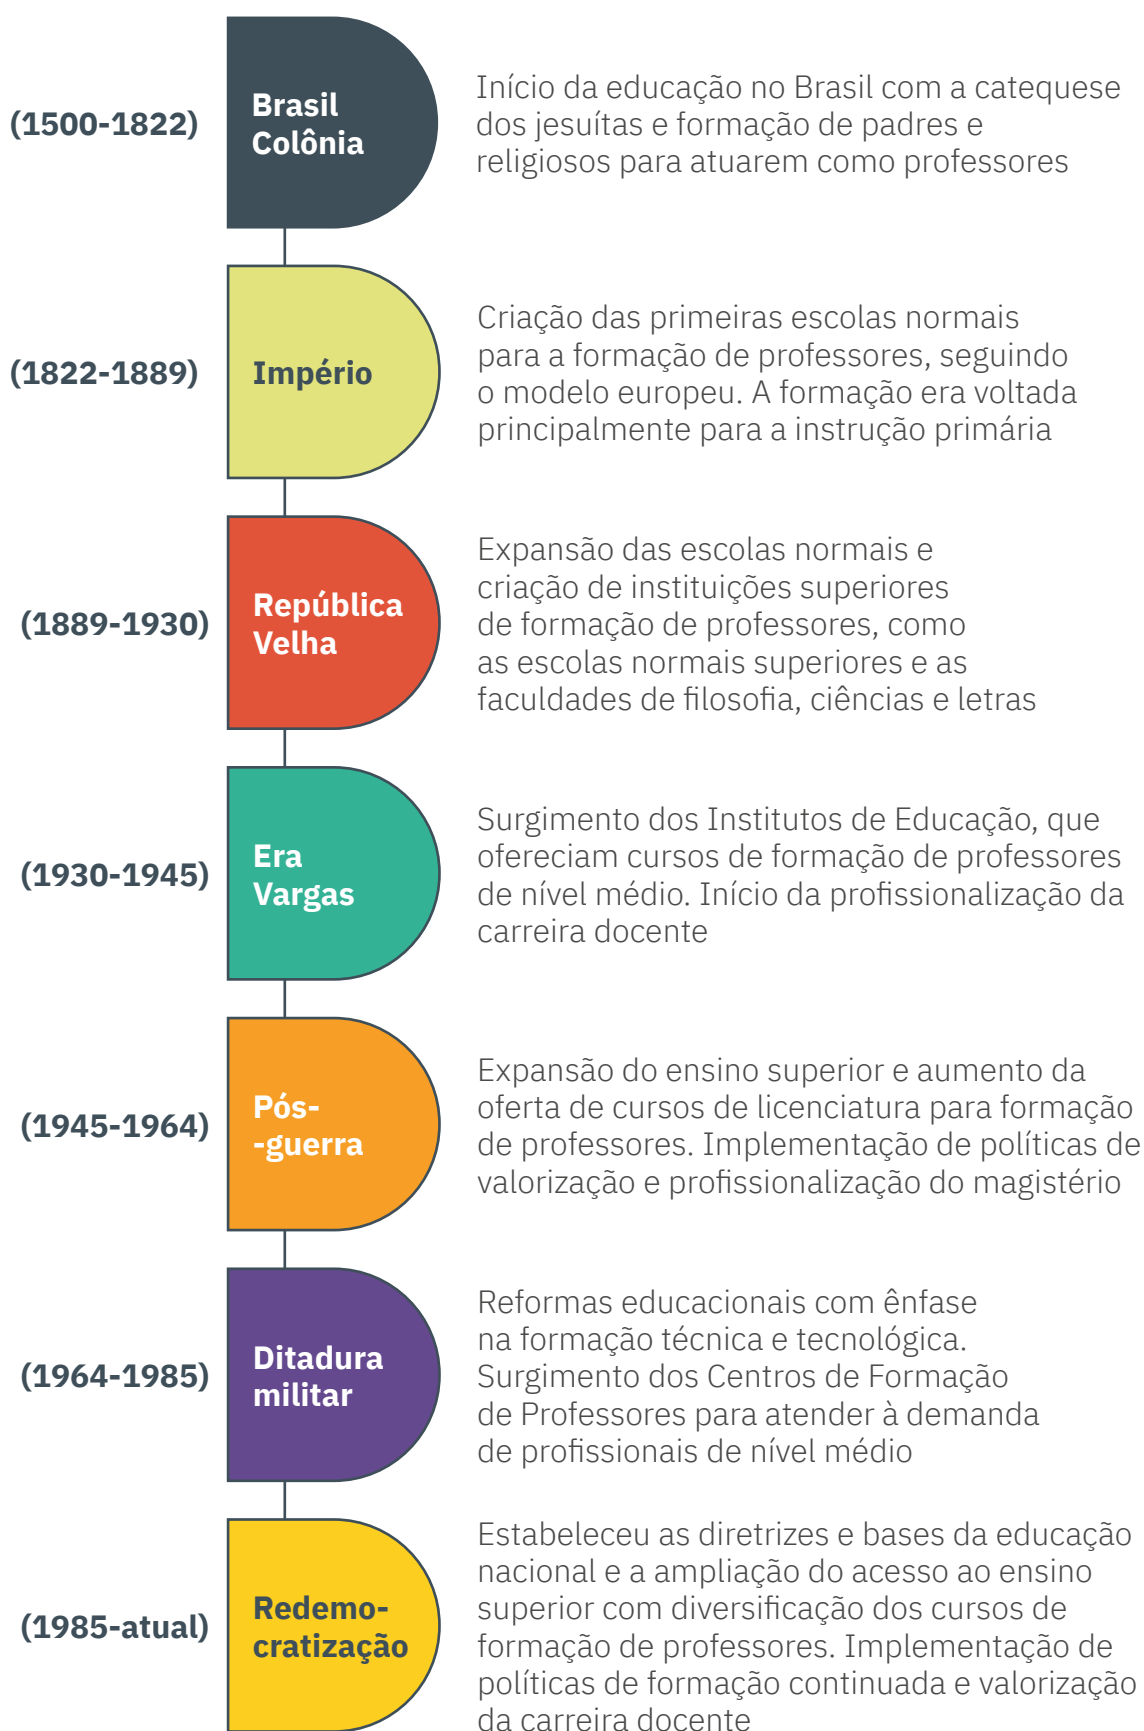 (1500-1822)
Brasil
Colônia
Início da educação no Brasil com a catequese
dos jesuítas e formação de padres e
religiosos para atuarem como professores
(1822-1889)
Império
Criação das primeiras escolas normais
para a formação de professores, seguindo
o modelo europeu. A formação era voltada
principalmente para a instrução primária
(1889-1930)
República
Velha
Expansão das escolas normais e
criação de instituições superiores
de formação de professores, como
as escolas normais superiores e as
faculdades de filosofia, ciências e letras
(1930-1945)
Era
Vargas
Surgimento dos Institutos de Educação, que
ofereciam cursos de formação de professores
de nível médio. Início da profissionalização da
carreira docente
(1945-1964)
Pós-
-guerra
Expansão do ensino superior e aumento da
oferta de cursos de licenciatura para formação
de professores. Implementação de políticas de
valorização e profissionalização do magistério
(1964-1985)
Ditadura
militar
Reformas educacionais com ênfase
na formação técnica e tecnológica.
Surgimento dos Centros de Formação
de Professores para atender à demanda
de profissionais de nível médio
(1985-atual)
Redemo-
cratização
Estabeleceu as diretrizes e bases da educação
nacional e a ampliação do acesso ao ensino
superior com diversificação dos cursos de
formação de professores. Implementação de
políticas de formação continuada e valorização
da carreira docente